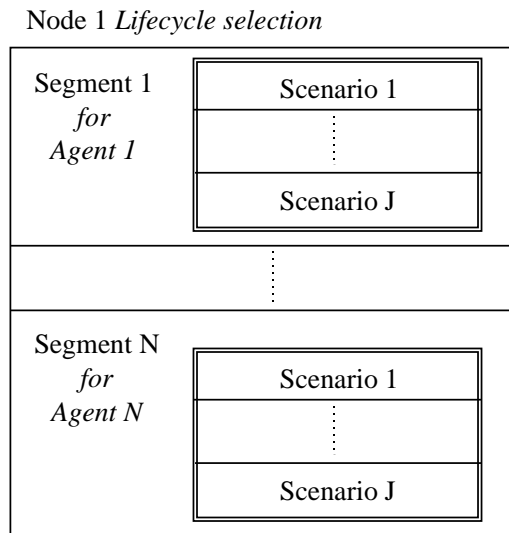 Node 1 Lifecycle selection
Segment 1
for
Agent 1
Scenario 1
Scenario J
Segment N
for
Agent N
Scenario 1
Scenario J